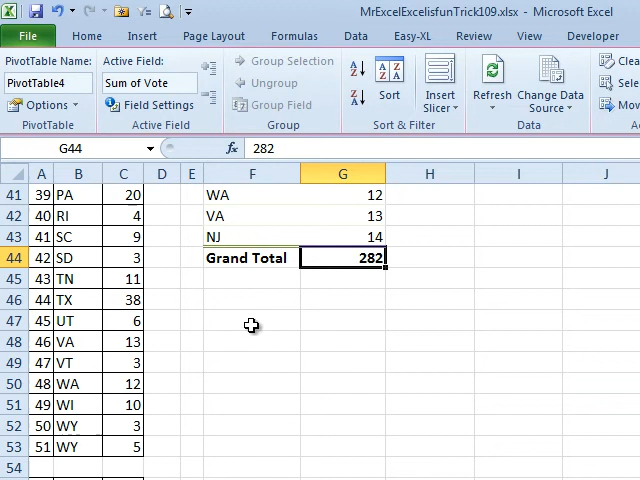 MrExcelExcelisfunTrick109.xlsx - Microsoft Excel
File Home Insert Page Layout Formulas Data Easy-XL Review View Developer
PivotTable Name:
PivotTable4
Options
PivotTable
Active Field:
Sum of Vote
Field Settings
Active Field
Group Selection
Ungroup
Group Field
Group
Sort
Insert
Slicer
Sort & Filter
Refresh
Change Data
Source
Data
Clea
Sele
Mov
G44 fx 282
A B C D E F G H I J
41 39 PA 20 WA 12
42 40 RI 4 VA 13
43 41 SC 9 NJ 14
44 42 SD 3 Grand Total 282
45 43 TN 11
46 44 TX 38
47 45 UT 6
48 46 VA 13
49 47 VT 3
50 48 WA 12
51 49 WI 10
52 50 WY 3
53 51 WY 5
54